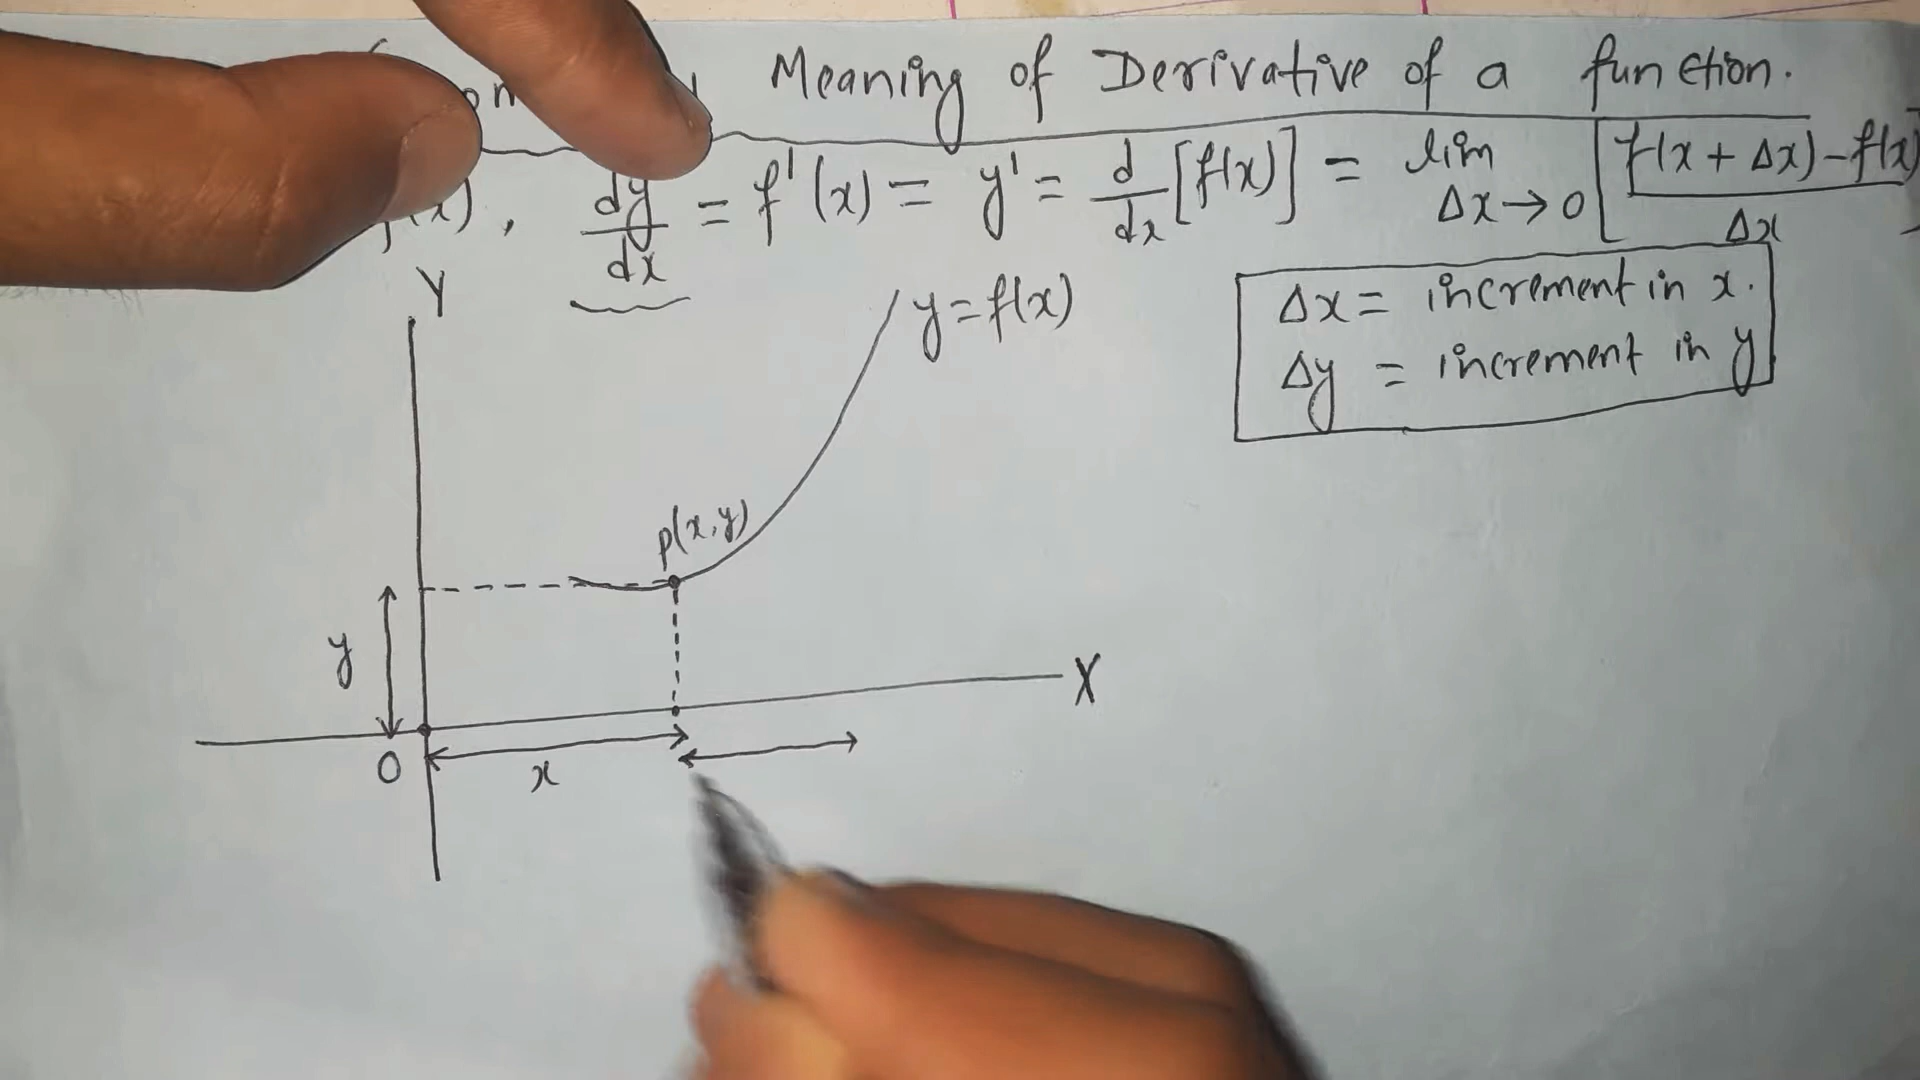 Meaning of Derivative of a function.
(x), dy/dx = f'(x) = y' = d/dx [f(x)] = lim Δx→0 [f(x + Δx) - f(x) / Δx]
Y
y = f(x)
Δx = increment in x.
Δy = increment in y
P(x,y)
y
X
O
x